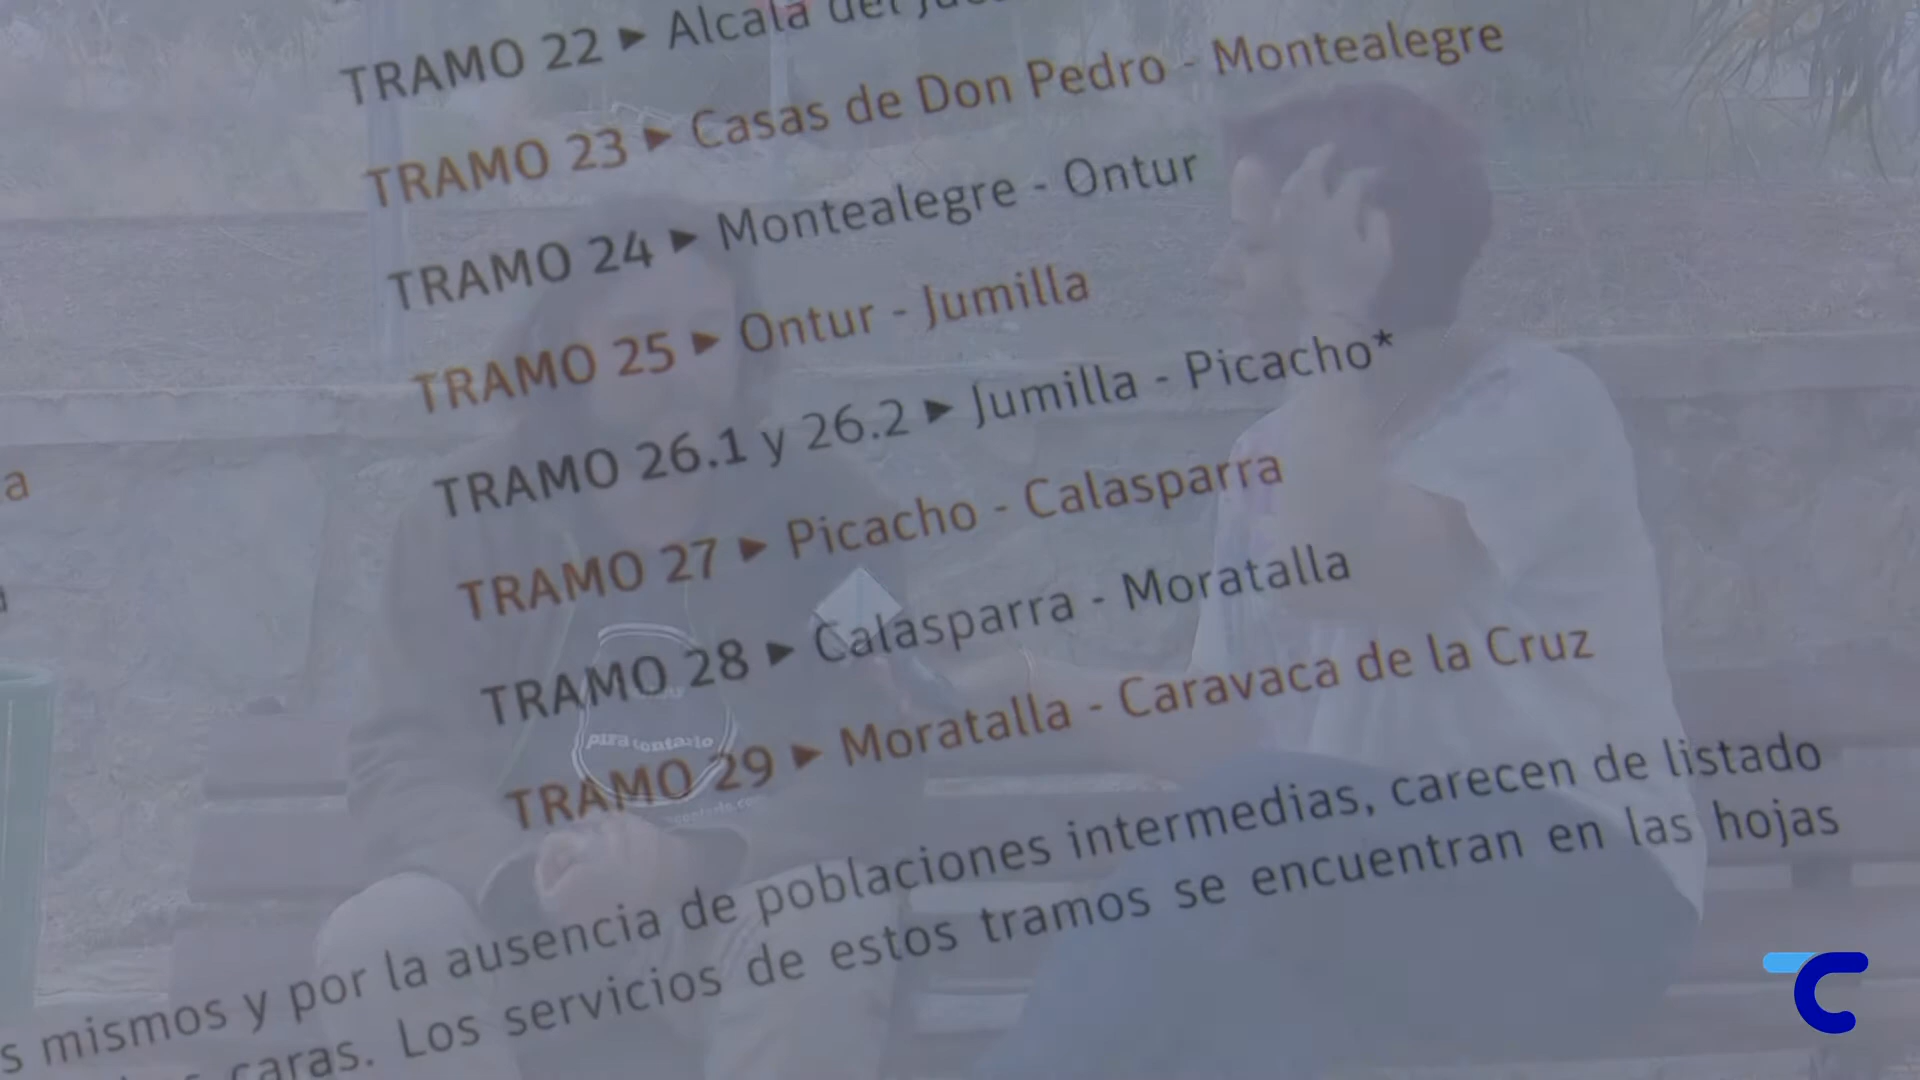 TRAMO 22 ► Alcalá del
TRAMO 23 ► Casas de Don Pedro - Montealegre
TRAMO 24 ► Montealegre - Ontur
TRAMO 25 ► Ontur - Jumilla
a
TRAMO 26.1 y 26.2 ► Jumilla - Picacho*
TRAMO 27 ► Picacho - Calasparra
TRAMO 28 ► Calasparra - Moratalla
TRAMO 29 ► Moratalla - Caravaca de la Cruz
s mismos y por la ausencia de poblaciones intermedias, carecen de listado
caras. Los servicios de estos tramos se encuentran en las hojas